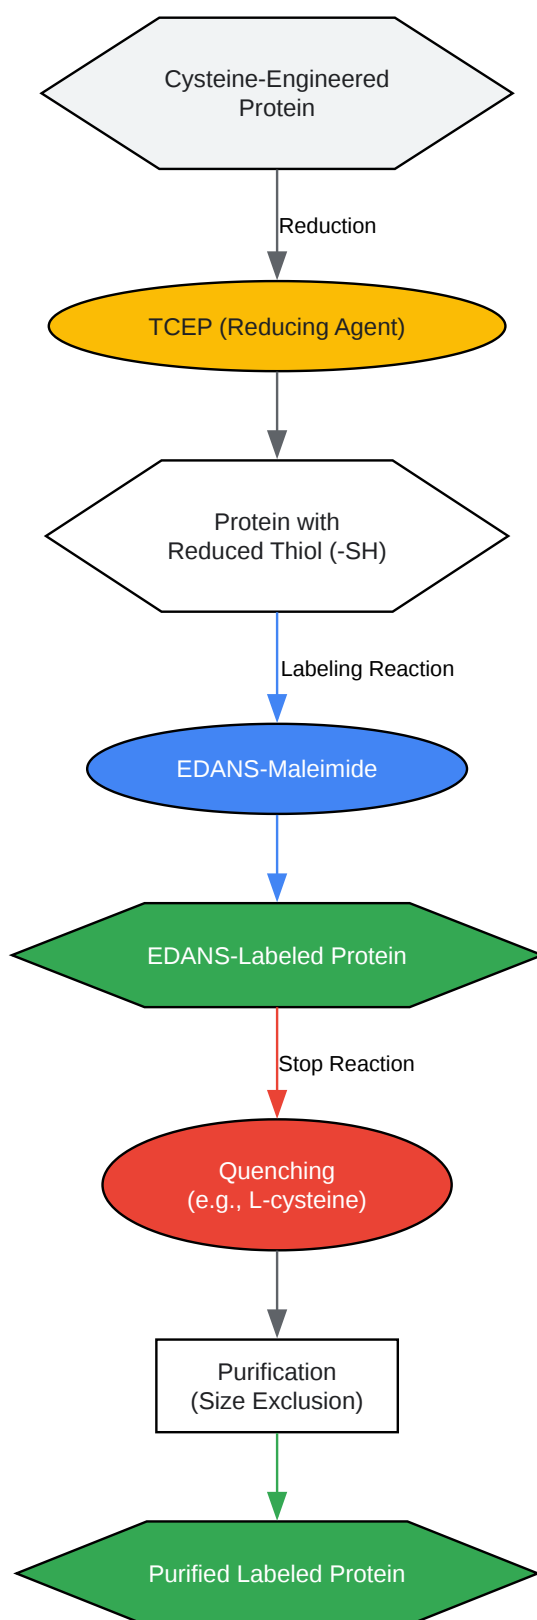 Cysteine-Engineered
Protein
Reduction
TCEP (Reducing Agent)
Protein with
Reduced Thiol (-SH)
Labeling Reaction
EDANS-Maleimide
EDANS-Labeled Protein
Stop Reaction
Quenching
(e.g., L-cysteine)
Purification
(Size Exclusion)
Purified Labeled Protein